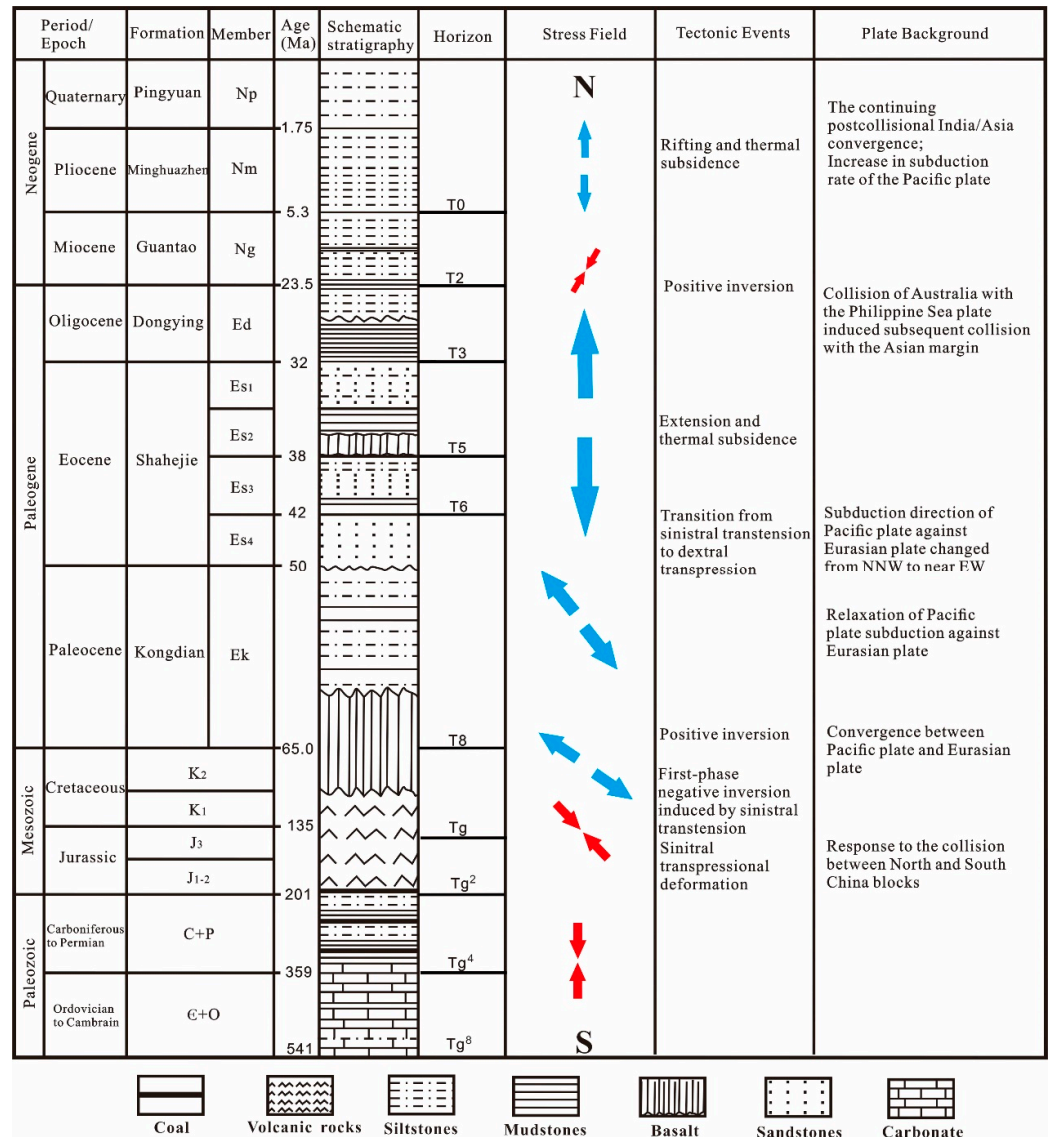 Period/
Epoch
Formation
Member
Age
(Ma)
Schematic
stratigraphy
Horizon
Stress Field
Tectonic Events
Plate Background
Neogene
Quaternary
Pingyuan
Np
1.75
Pliocene
Minghuazhen
Nm
5.3
T0
Miocene
Guantao
Ng
23.5
T2
Paleogene
Oligocene
Dongying
Ed
32
T3
Eocene
Shahejie
Es1
Es2
38
T5
Es3
42
T6
Es4
50
Paleocene
Kongdian
Ek
65.0
T8
Mesozoic
Cretaceous
K2
K1
135
Tg
Jurassic
J3
J1-2
201
Tg2
Paleozoic
Carboniferous
to Permian
C+P
359
Tg4
Ordovician
to Cambrain
Є+O
541
Tg8
N
S
Rifting and thermal
subsidence
Positive inversion
Extension and
thermal subsidence
Transition from
sinistral transtension
to dextral
transpression
Positive inversion
First-phase
negative inversion
induced by sinistral
transtension
Sinitral
transpressional
deformation
The continuing
postcollisional India/Asia
convergence;
Increase in subduction
rate of the Pacific plate
Collision of Australia with
the Philippine Sea plate
induced subsequent collision
with the Asian margin
Subduction direction of
Pacific plate against
Eurasian plate changed
from NNW to near EW
Relaxation of Pacific
plate subduction against
Eurasian plate
Convergence between
Pacific plate and Eurasian
plate
Response to the collision
between North and South
China blocks
Coal
Volcanic rocks
Siltstones
Mudstones
Basalt
Sandstones
Carbonate